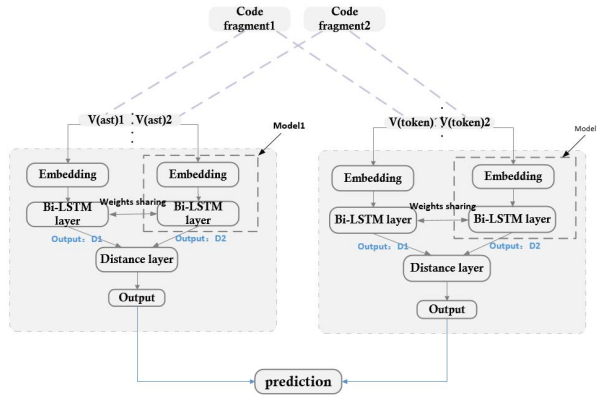 Code
fragment1
Code
fragment2
V(ast)1
V(ast)2
Model1
Embedding
Embedding
Weights sharing
Bi-LSTM
layer
Bi-LSTM
layer
Output：D1
Output：D2
Distance layer
Output
V(token)
V(token)2
Model
Embedding
Embedding
Weights sharing
Bi-LSTM layer
Bi-LSTM
layer
Output：D1
Output：D2
Distance layer
Output
prediction